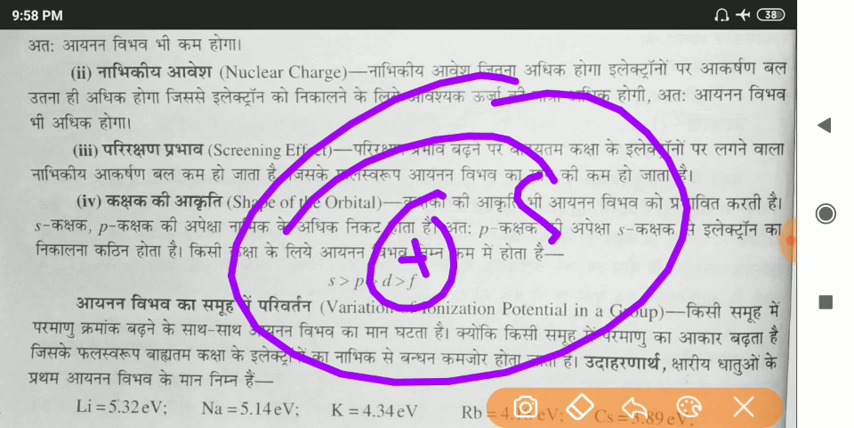 9:58 PM
38
अत: आयनन विभव भी कम होगा।
(ii) नाभिकीय आवेश (Nuclear Charge)—नाभिकीय आवेश जितना अधिक होगा इलेक्ट्रॉनों पर आकर्षण बल
उतना ही अधिक होगा जिससे इलेक्ट्रॉन को निकालने के लिये आवश्यक ऊर्जा की मात्रा अधिक होगी, अत: आयनन विभव
भी अधिक होगा।
(iii) परिरक्षण प्रभाव (Screening Effect)—परिरक्षण प्रभाव बढ़ने पर बाह्यतम कक्षा के इलेक्ट्रॉनों पर लगने वाला
नाभिकीय आकर्षण बल कम हो जाता है, जिसके फलस्वरूप आयनन विभव का की कम हो जाता है।
(iv) कक्षक की आकृति (Shape of the Orbital)—कक्षकों की आकृति भी आयनन विभव को प्रभावित करती है।
s-कक्षक, p-कक्षक की अपेक्षा नाभिक के अधिक निकट होता है। अत: p-कक्षक की अपेक्षा s-कक्षक से इलेक्ट्रॉन का
निकालना कठिन होता है। किसी कक्षा के लिये आयनन विभव निम्न क्रम में होता है—
s > p > d > f
आयनन विभव का समूह में परिवर्तन (Variation of Ionization Potential in a Group)—किसी समूह में
परमाणु क्रमांक बढ़ने के साथ-साथ आयनन विभव का मान घटता है। क्योंकि किसी समूह में परमाणु का आकार बढ़ता है
जिसके फलस्वरूप बाह्यतम कक्षा के इलेक्ट्रॉनों का नाभिक से बन्धन कमजोर होता जाता है। उदाहरणार्थ, क्षारीय धातुओं के
प्रथम आयनन विभव के मान निम्न हैं—
Li = 5.32 eV; Na = 5.14 eV; K = 4.34 eV Rb = eV; Cs = 3.89 eV